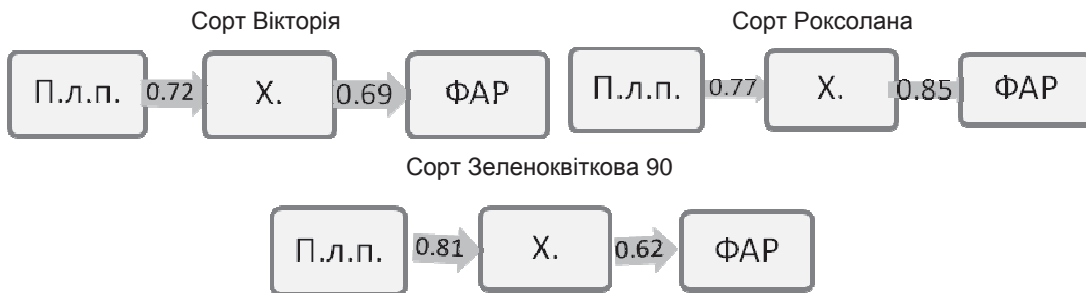 Сорт Вікторія
П.л.п. 0.72 Х. 0.69 ФАР
Сорт Роксолана
П.л.п. 0.77 Х. 0.85 ФАР
Сорт Зеленоквіткова 90
П.л.п. 0.81 Х. 0.62 ФАР